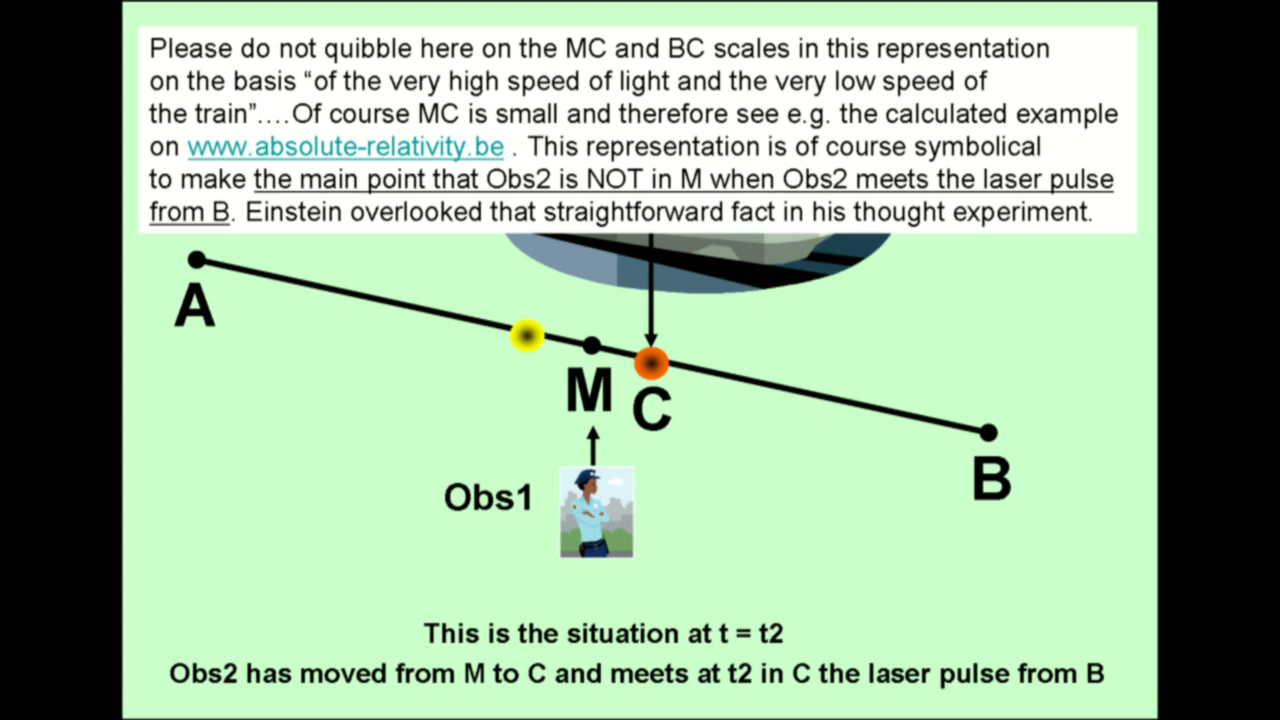 Please do not quibble here on the MC and BC scales in this representation
on the basis “of the very high speed of light and the very low speed of
the train”....Of course MC is small and therefore see e.g. the calculated example
on www.absolute-relativity.be . This representation is of course symbolical
to make the main point that Obs2 is NOT in M when Obs2 meets the laser pulse
from B. Einstein overlooked that straightforward fact in his thought experiment.
A
M
C
B
Obs1
This is the situation at t = t2
Obs2 has moved from M to C and meets at t2 in C the laser pulse from B